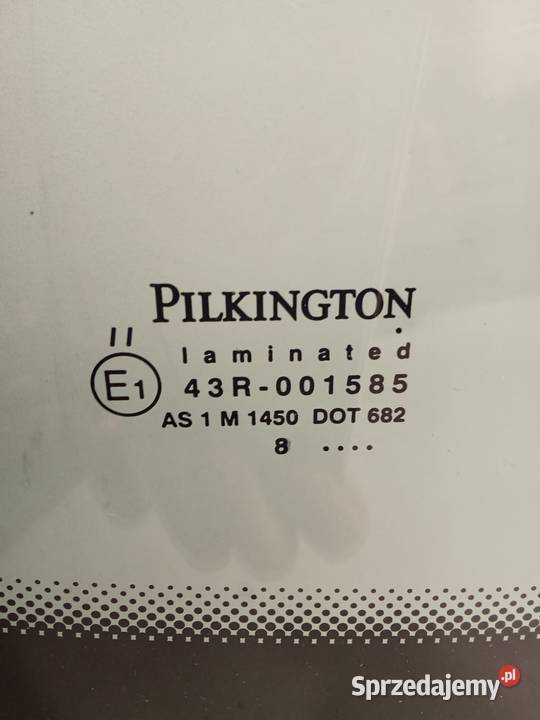 PILKINGTON
II
laminated
E1 43R-001585
AS 1 M 1450 DOT 682
8 ....
Sprzedajemy.pl